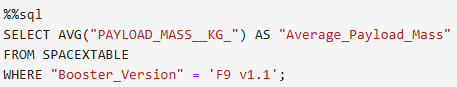 %%sql
SELECT AVG("PAYLOAD_MASS__KG_") AS "Average_Payload_Mass"
FROM SPACEXTABLE
WHERE "Booster_Version" = 'F9 v1.1';